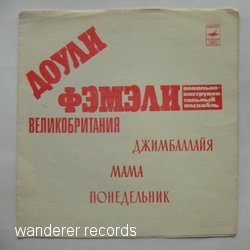 ДОУЛИ
ФЭМЭЛИ
вокально-
инструмен-
тальный
ансамбль
ВЕЛИКОБРИТАНИЯ
ДЖИМБАЛЛАЙЯ
МАМА
ПОНЕДЕЛЬНИК
wanderer records